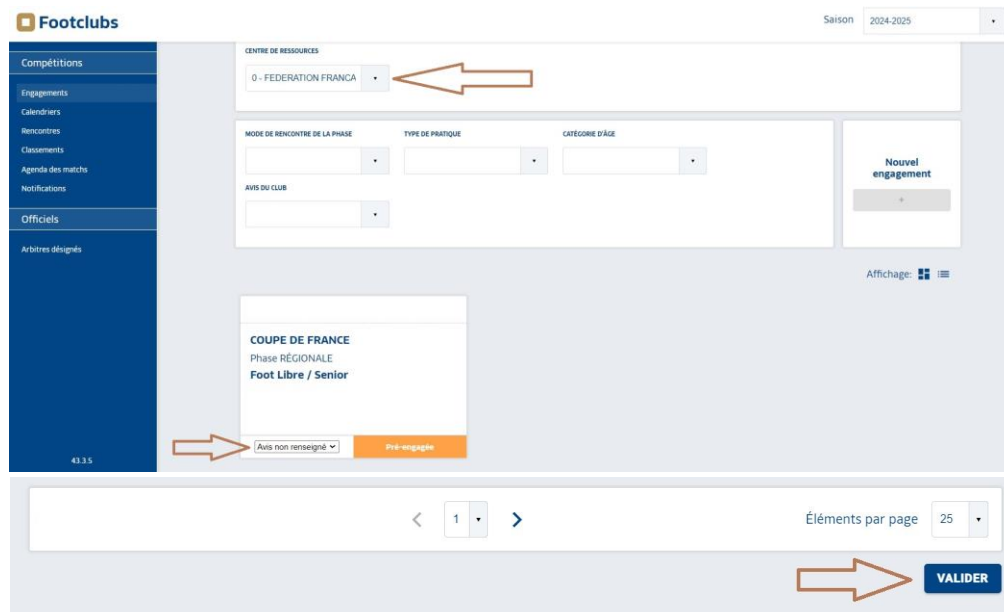 Footclubs
Saison 2024-2025
Compétitions
Engagements
Calendriers
Rencontres
Classements
Agenda des matchs
Notifications
Officiels
Arbitres désignés
43.3.5
CENTRE DE RESSOURCES
0 - FEDERATION FRANCA
MODE DE RENCONTRE DE LA PHASE TYPE DE PRATIQUE CATÉGORIE D'ÂGE
AVIS DU CLUB
Nouvel
engagement
+
Affichage:
COUPE DE FRANCE
Phase RÉGIONALE
Foot Libre / Senior
Avis non renseigné Pré-engagée
1 Éléments par page 25
VALIDER